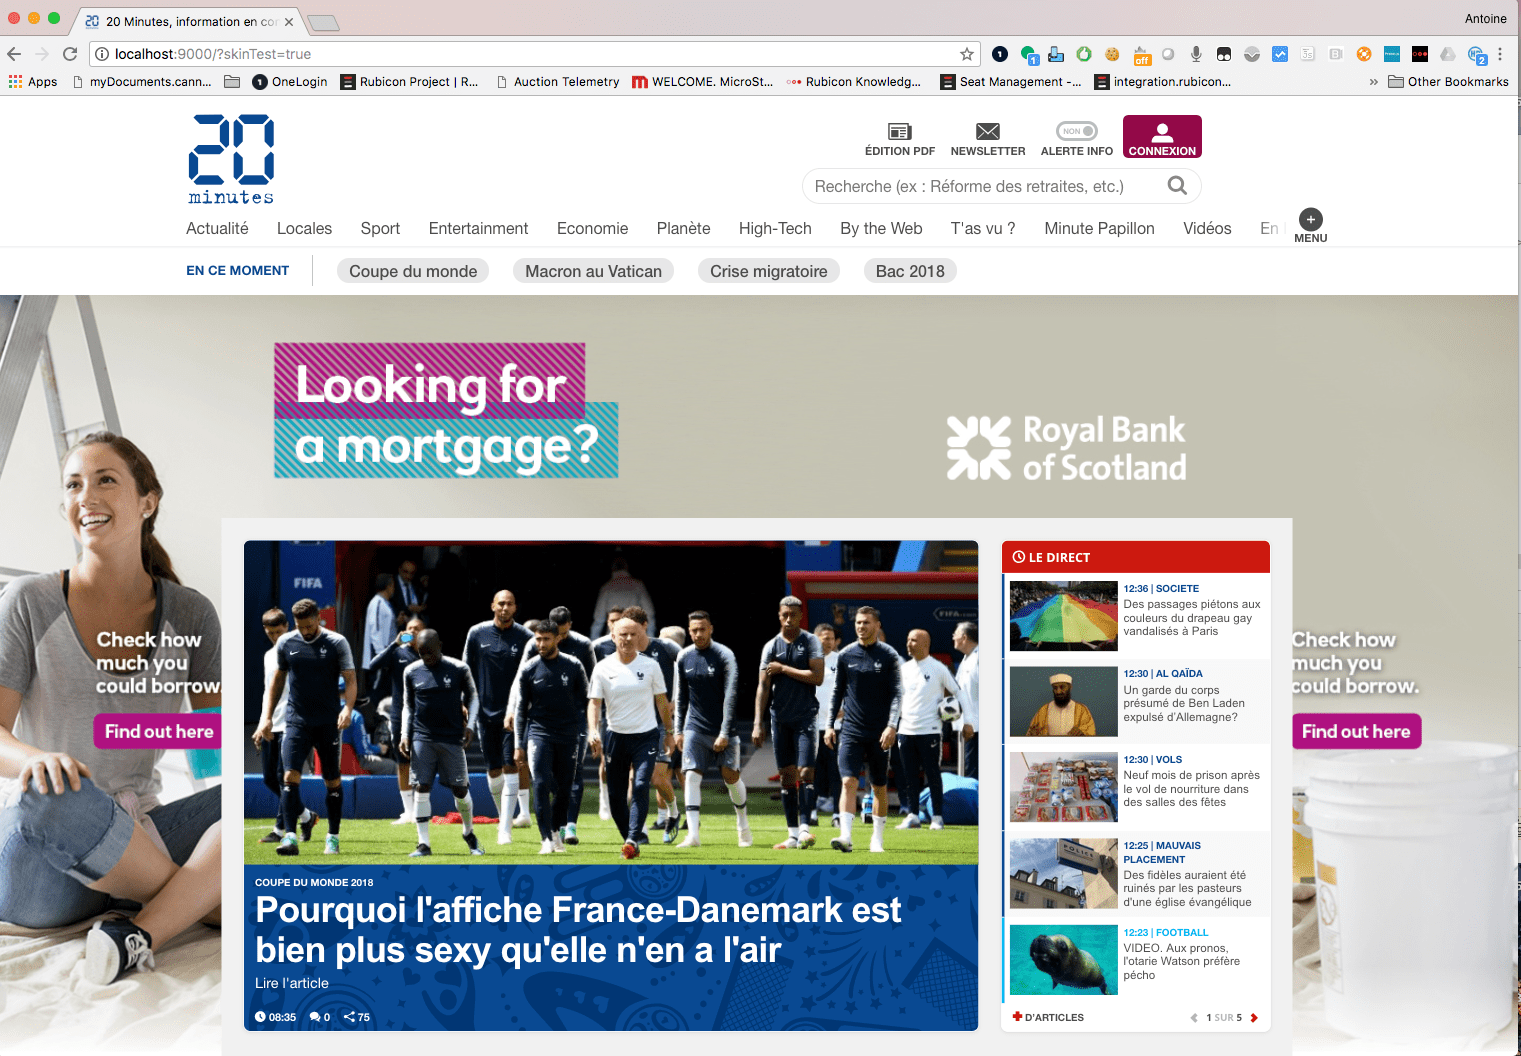 20 Minutes, information en con
Antoine
localhost:9000/?skinTest=true
1
off
2
Apps
myDocuments.cann...
OneLogin
Rubicon Project | R...
Auction Telemetry
WELCOME. MicroSt...
Rubicon Knowledg...
Seat Management -...
integration.rubicon...
»
Other Bookmarks
20
minutes
ÉDITION PDF
NEWSLETTER
NON
ALERTE INFO
CONNEXION
Recherche (ex : Réforme des retraites, etc.)
Actualité
Locales
Sport
Entertainment
Economie
Planète
High-Tech
By the Web
T'as vu ?
Minute Papillon
Vidéos
En
MENU
EN CE MOMENT
Coupe du monde
Macron au Vatican
Crise migratoire
Bac 2018
Looking for
a mortgage?
Royal Bank
of Scotland
Check how
much you
could borrow.
Find out here
FIFA
COUPE DU MONDE 2018
Pourquoi l'affiche France-Danemark est
bien plus sexy qu'elle n'en a l'air
Lire l'article
08:35
0
75
LE DIRECT
12:36 | SOCIETE
Des passages piétons aux
couleurs du drapeau gay
vandalisés à Paris
12:30 | AL QAÏDA
Un garde du corps
présumé de Ben Laden
expulsé d'Allemagne?
12:30 | VOLS
Neuf mois de prison après
le vol de nourriture dans
des salles des fêtes
POLICE
12:25 | MAUVAIS
PLACEMENT
Des fidèles auraient été
ruinés par les pasteurs
d'une église évangélique
12:23 | FOOTBALL
VIDEO. Aux pronos,
l'otarie Watson préfère
pécho
D'ARTICLES
1 SUR 5
Check how
much you
could borrow.
Find out here